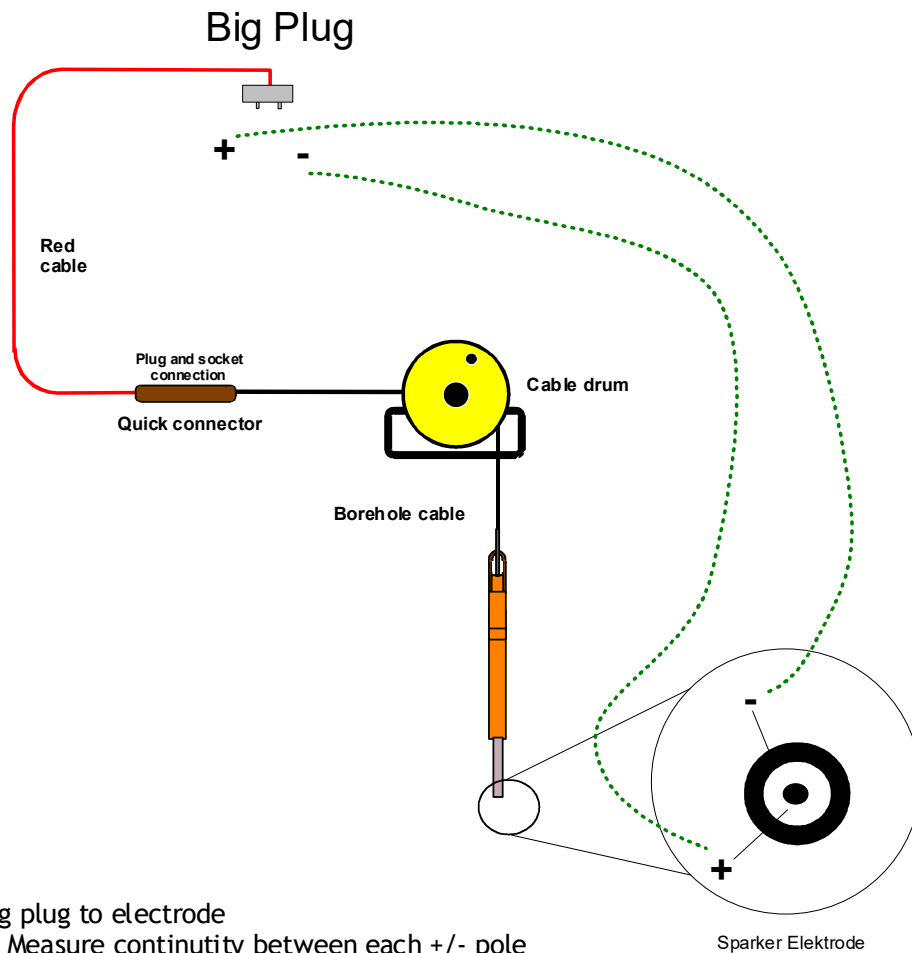 Big Plug
+ -
Red
cable
Plug and socket
connection
Quick connector
Cable drum
Borehole cable
-
+
plug to electrode
Measure continutity between each +/- pole
Sparker Elektrode